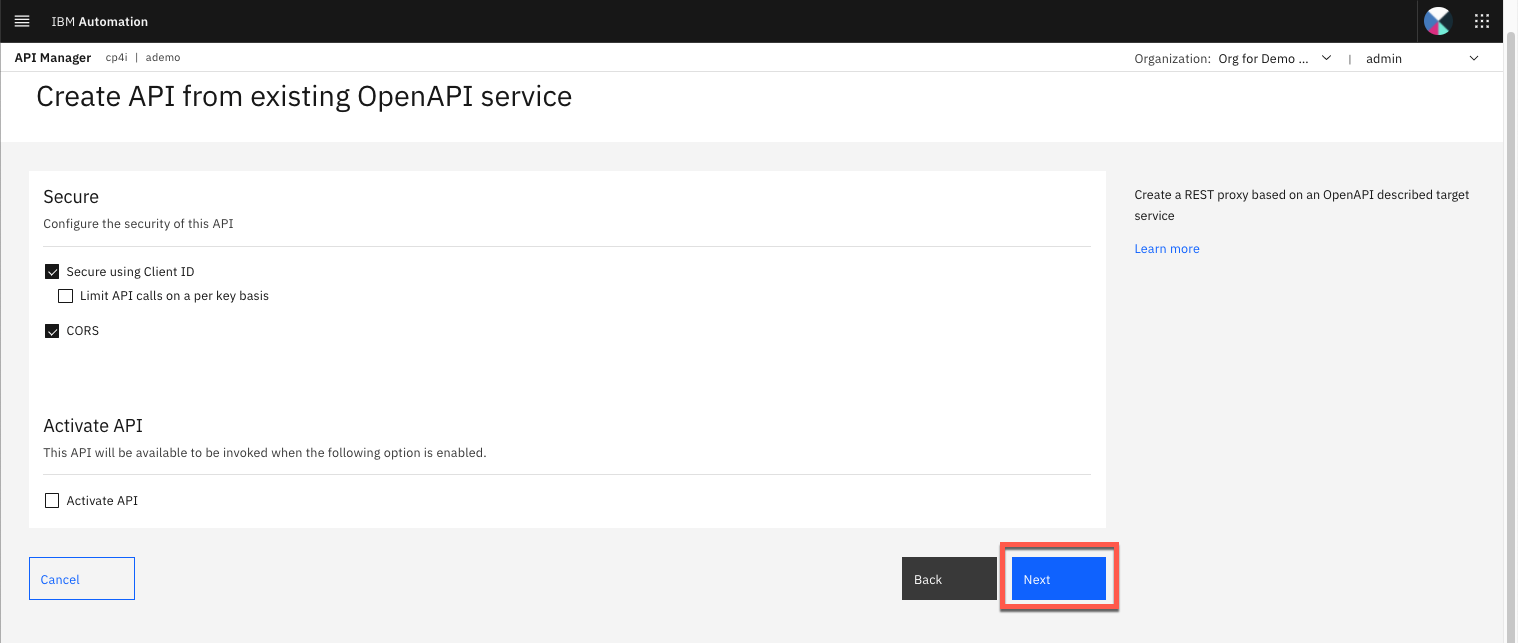 IBM Automation
API Manager cp4i | ademo
Organization: Org for Demo ... | admin
Create API from existing OpenAPI service
Secure
Configure the security of this API
Secure using Client ID
Limit API calls on a per key basis
CORS
Activate API
This API will be available to be invoked when the following option is enabled.
Activate API
Create a REST proxy based on an OpenAPI described target
service
Learn more
Cancel
Back
Next